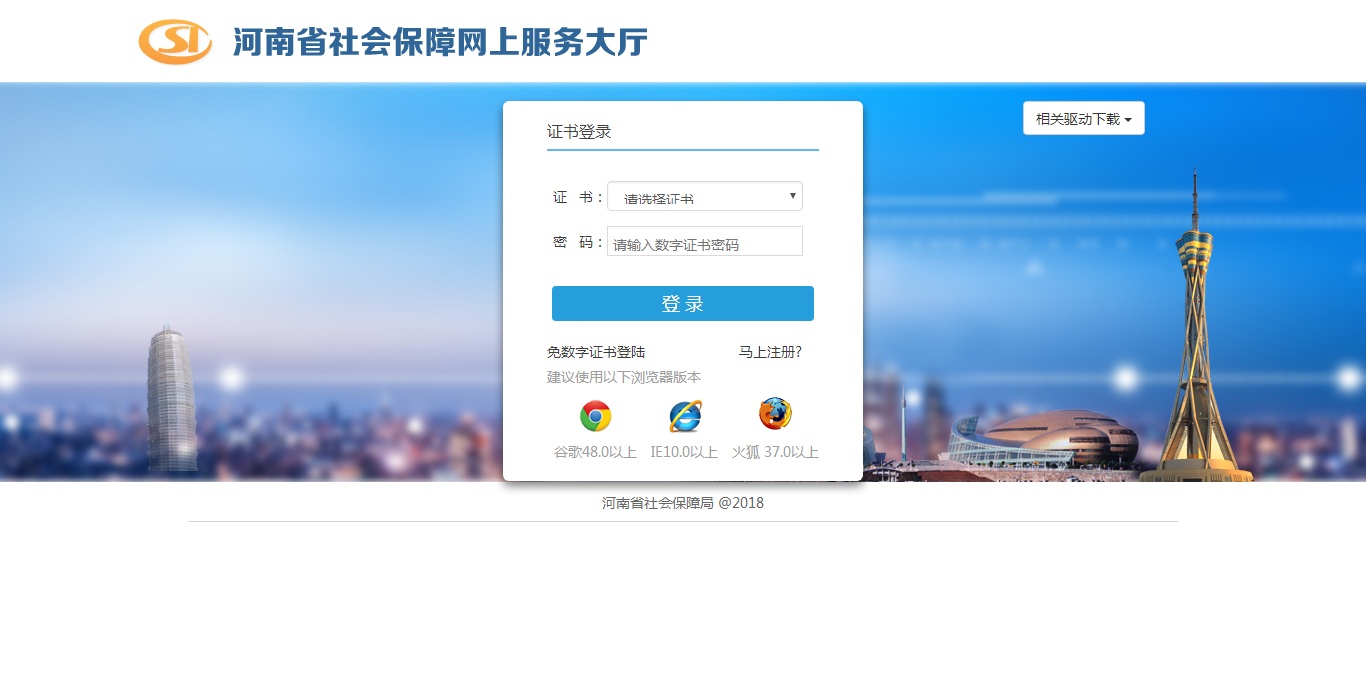 SI 河南省社会保障网上服务大厅
相关驱动下载
证书登录
证 书： 请选择证书
密 码： 请输入数字证书密码
登 录
免数字证书登陆 马上注册?
建议使用以下浏览器版本
谷歌48.0以上 IE10.0以上 火狐 37.0以上
河南省社会保障局 @2018